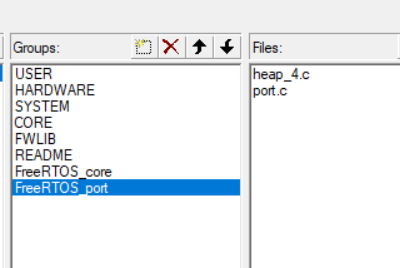 Groups:
USER
HARDWARE
SYSTEM
CORE
FWLIB
README
FreeRTOS_core
FreeRTOS_port
Files:
heap_4.c
port.c